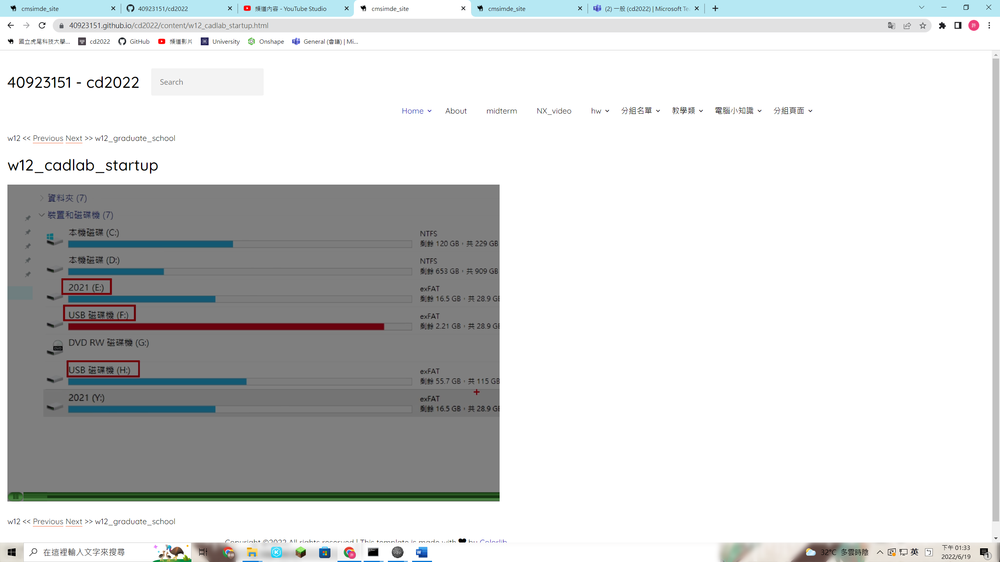 cmsimde_site
40923151/cd2022
頻道內容 - YouTube Studio
cmsimde_site
cmsimde_site
(2) 一般 (cd2022) | Microsoft Te
40923151.github.io/cd2022/content/w12_cadlab_startup.html
許
國立虎尾科技大學...
cd2022
GitHub
頻道影片
University
Onshape
General (會議) | Mi...
40923151 - cd2022
Search
Home
About
midterm
NX_video
hw
分組名單
教學類
電腦小知識
分組頁面
w12 << Previous Next >> w12_graduate_school
w12_cadlab_startup
資料夾 (7)
裝置和磁碟機 (7)
本機磁碟 (C:)
NTFS
剩餘 120 GB，共 229 GB
本機磁碟 (D:)
NTFS
剩餘 653 GB，共 909 GB
2021 (E:)
exFAT
剩餘 16.5 GB，共 28.9 GB
USB 磁碟機 (F:)
exFAT
剩餘 2.21 GB，共 28.9 GB
DVD RW 磁碟機 (G:)
DVD
USB 磁碟機 (H:)
exFAT
剩餘 55.7 GB，共 115 GB
2021 (Y:)
exFAT
剩餘 16.5 GB，共 28.9 GB
w12 << Previous Next >> w12_graduate_school
Copyright ©2022 All rights reserved | This template is made with by Colorlib
在這裡輸入文字來搜尋
32°C 多雲時陰
英
ㄅ
下午 01:33
2022/6/19
1